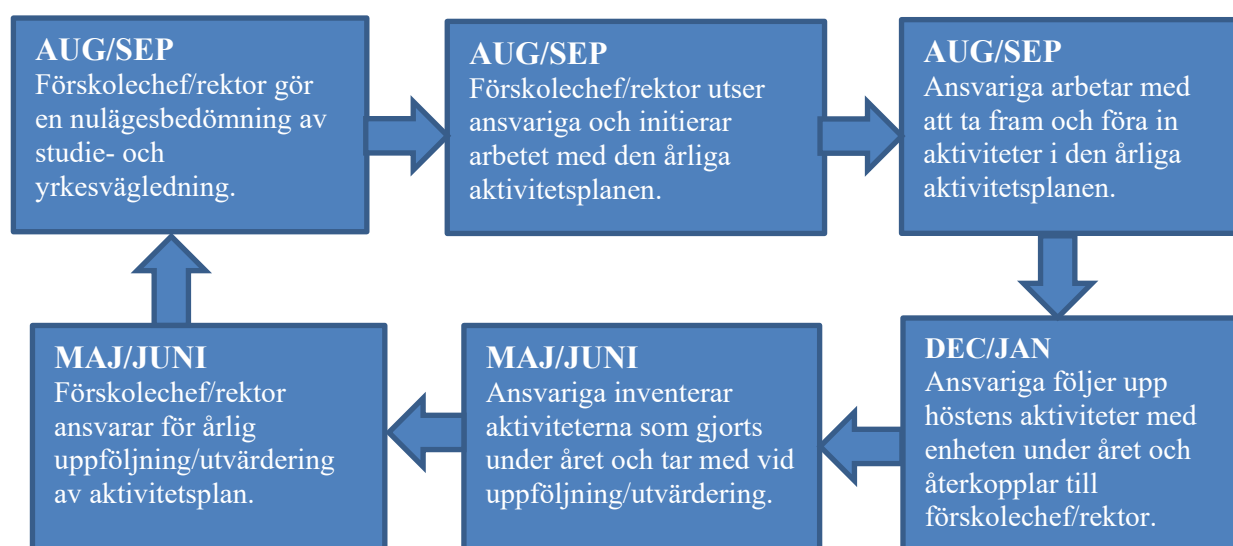 AUG/SEP
Förskolechef/rektor gör
en nulägesbedömning av
studie- och
yrkesvägledning.
AUG/SEP
Förskolechef/rektor utser
ansvariga och initierar
arbetet med den årliga
aktivitetsplanen.
AUG/SEP
Ansvariga arbetar med
att ta fram och föra in
aktiviteter i den årliga
aktivitetsplanen.
DEC/JAN
Ansvariga följer upp
höstens aktiviteter med
enheten under året och
återkopplar till
förskolechef/rektor.
MAJ/JUNI
Ansvariga inventerar
aktiviteterna som gjorts
under året och tar med vid
uppföljning/utvärdering.
MAJ/JUNI
Förskolechef/rektor
ansvarar för årlig
uppföljning/utvärdering
av aktivitetsplan.